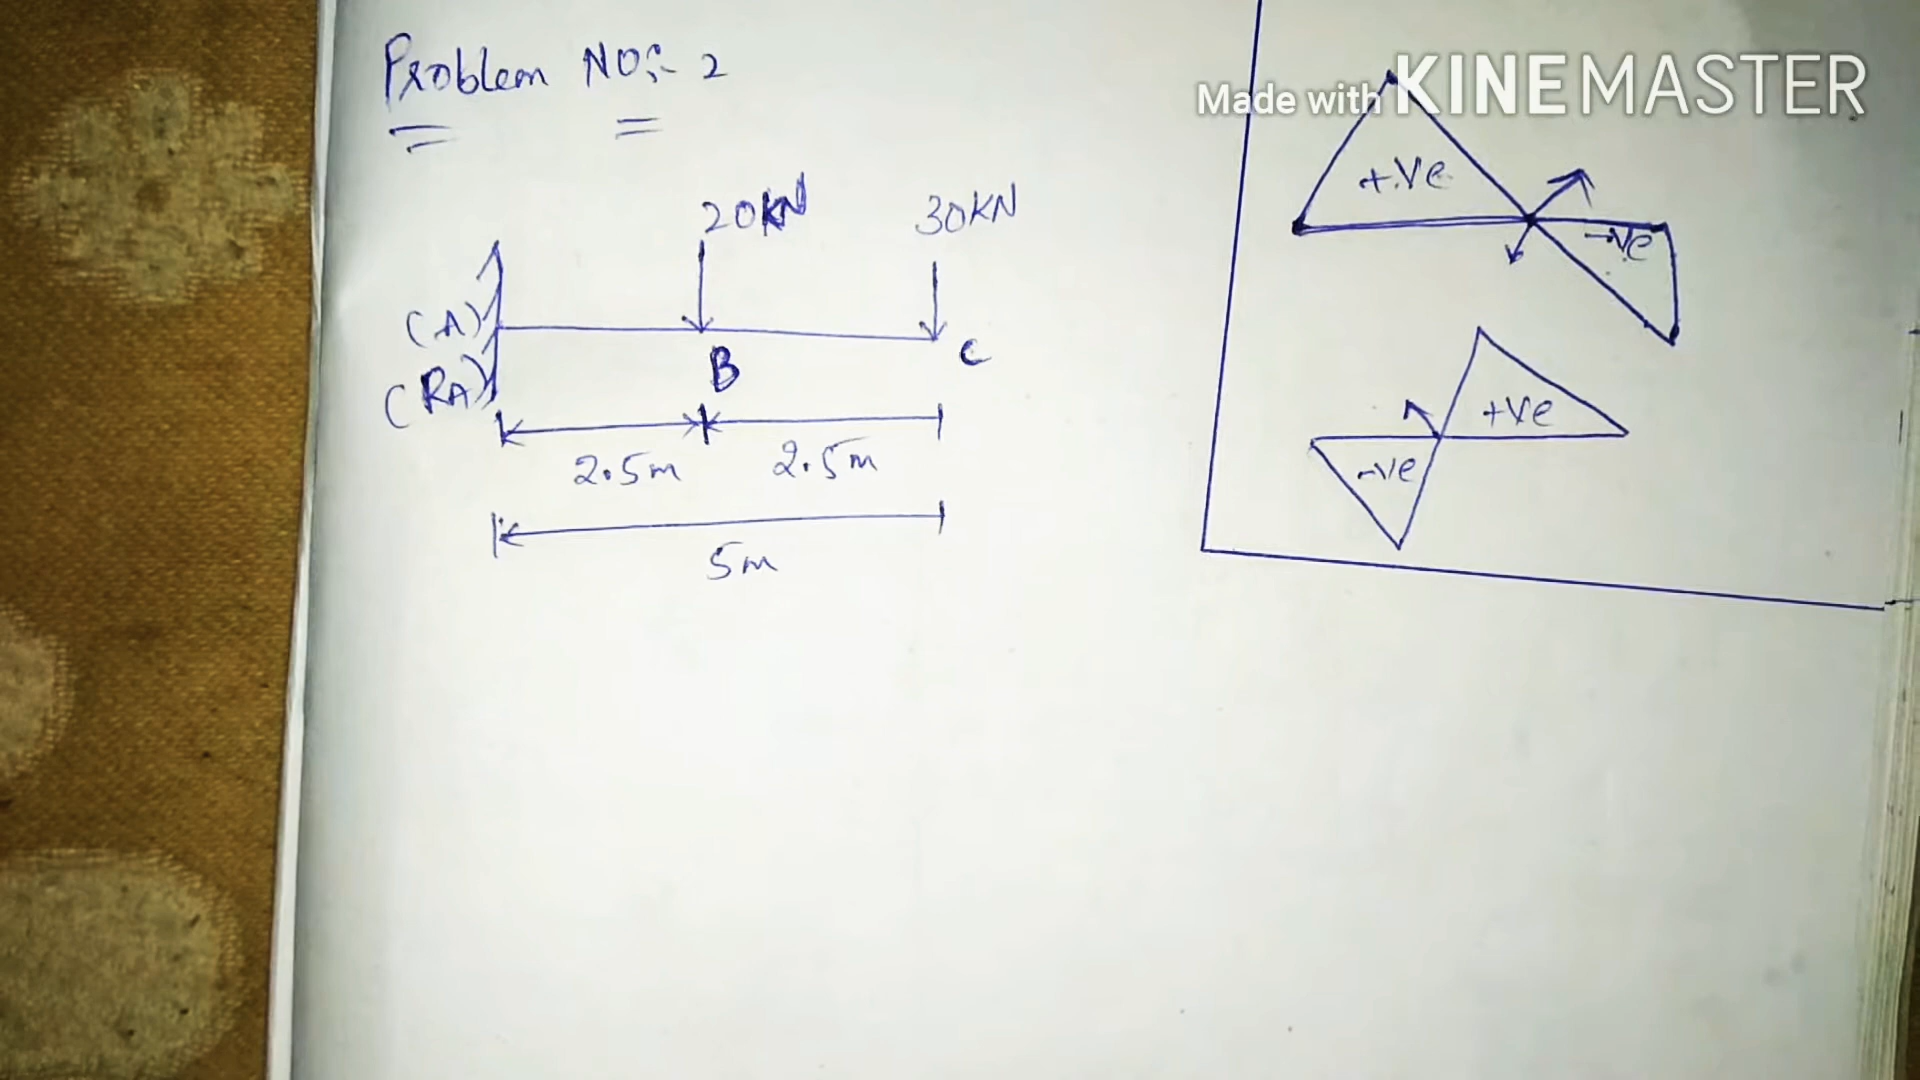 Problem NO:- 2
Made with KINEMASTER
20KN
30KN
(A)
(RA)
B
C
2.5m
2.5m
5m
+ve
-ve
+ve
-ve